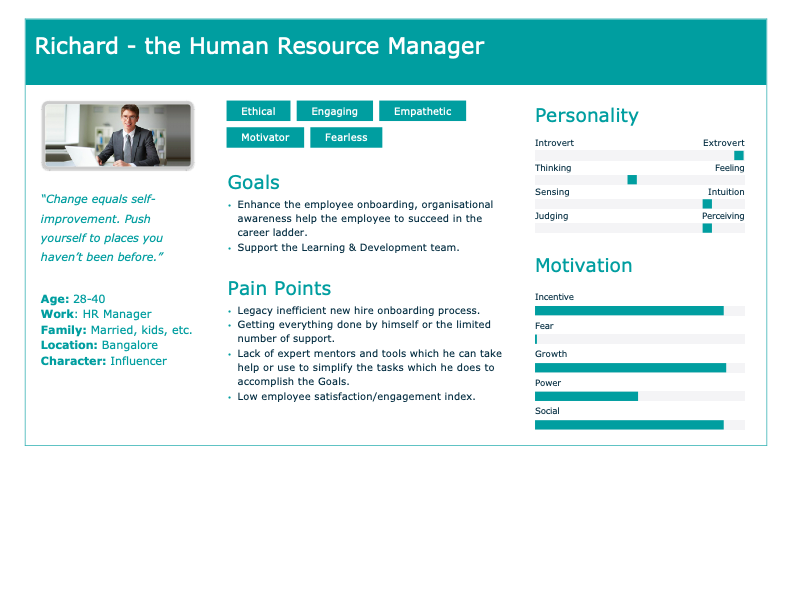 Richard - the Human Resource Manager
“Change equals self-
improvement. Push
yourself to places you
haven’t been before.”
Age: 28-40
Work: HR Manager
Family: Married, kids, etc.
Location: Bangalore
Character: Influencer
Ethical Engaging Empathetic
Motivator Fearless
Goals
• Enhance the employee onboarding, organisational
awareness help the employee to succeed in the
career ladder.
• Support the Learning & Development team.
Pain Points
• Legacy inefficient new hire onboarding process.
• Getting everything done by himself or the limited
number of support.
• Lack of expert mentors and tools which he can take
help or use to simplify the tasks which he does to
accomplish the Goals.
• Low employee satisfaction/engagement index.
Personality
Introvert Extrovert
Thinking Feeling
Sensing Intuition
Judging Perceiving
Motivation
Incentive
Fear
Growth
Power
Social